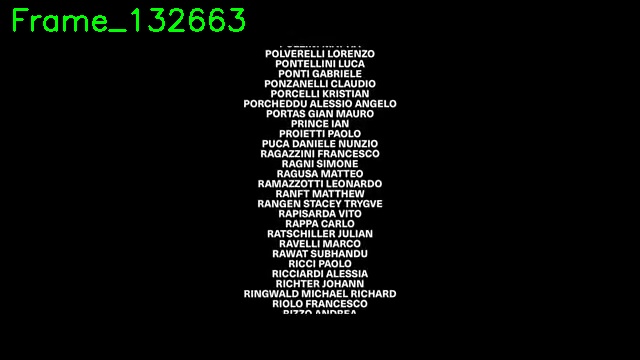 Frame_132663
POLVERELLI LORENZO
PONTELLINI LUCA
PONTI GABRIELE
PONZANELLI CLAUDIO
PORCELLI KRISTIAN
PORCHEDDU ALESSIO ANGELO
PORTAS GIAN MAURO
PRINCE IAN
PROIETTI PAOLO
PUCA DANIELE NUNZIO
RAGAZZINI FRANCESCO
RAGNI SIMONE
RAGUSA MATTEO
RAMAZZOTTI LEONARDO
RANFT MATTHEW
RANGEN STACEY TRYGVE
RAPISARDA VITO
RAPPA CARLO
RATSCHILLER JULIAN
RAVELLI MARCO
RAWAT SUBHANDU
RICCI PAOLO
RICCIARDI ALESSIA
RICHTER JOHANN
RINGWALD MICHAEL RICHARD
RIOLO FRANCESCO
RIZZO ANDREA